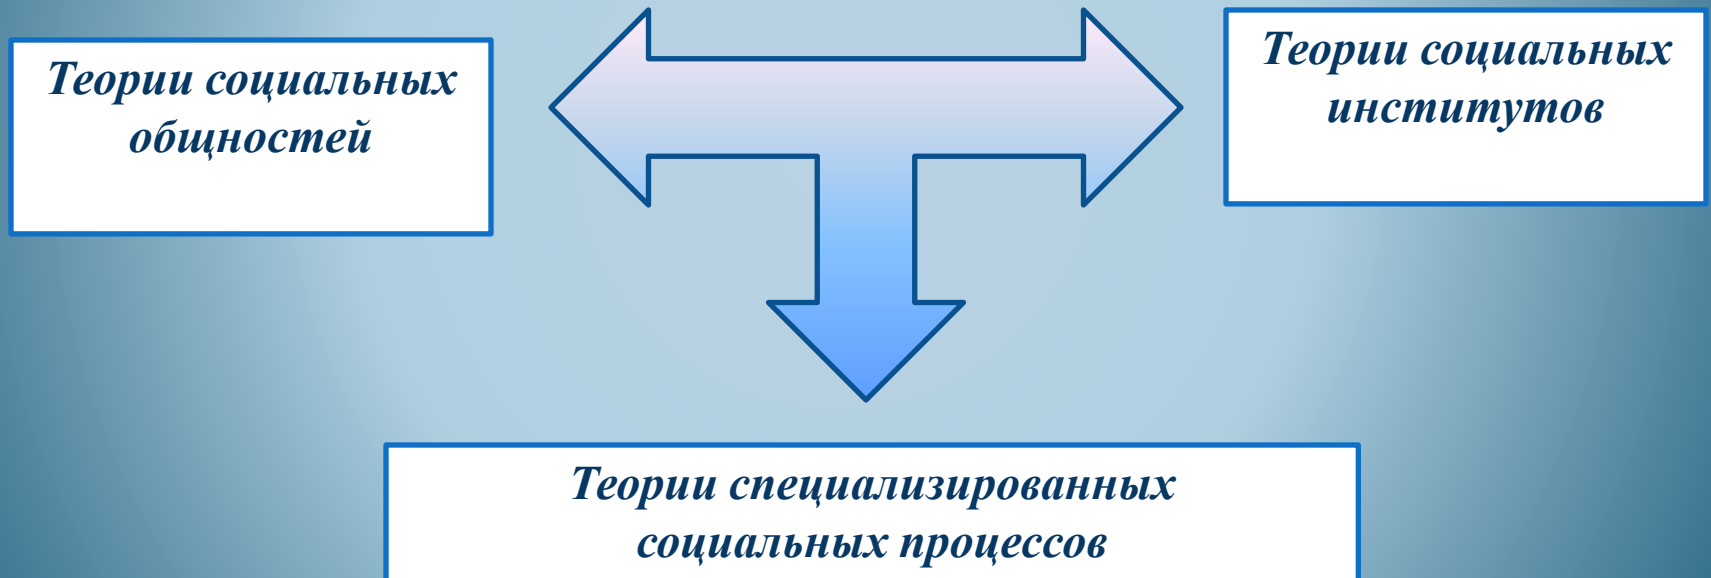 Теории социальных
общностей
Теории социальных
институтов
Теории специализированных
социальных процессов